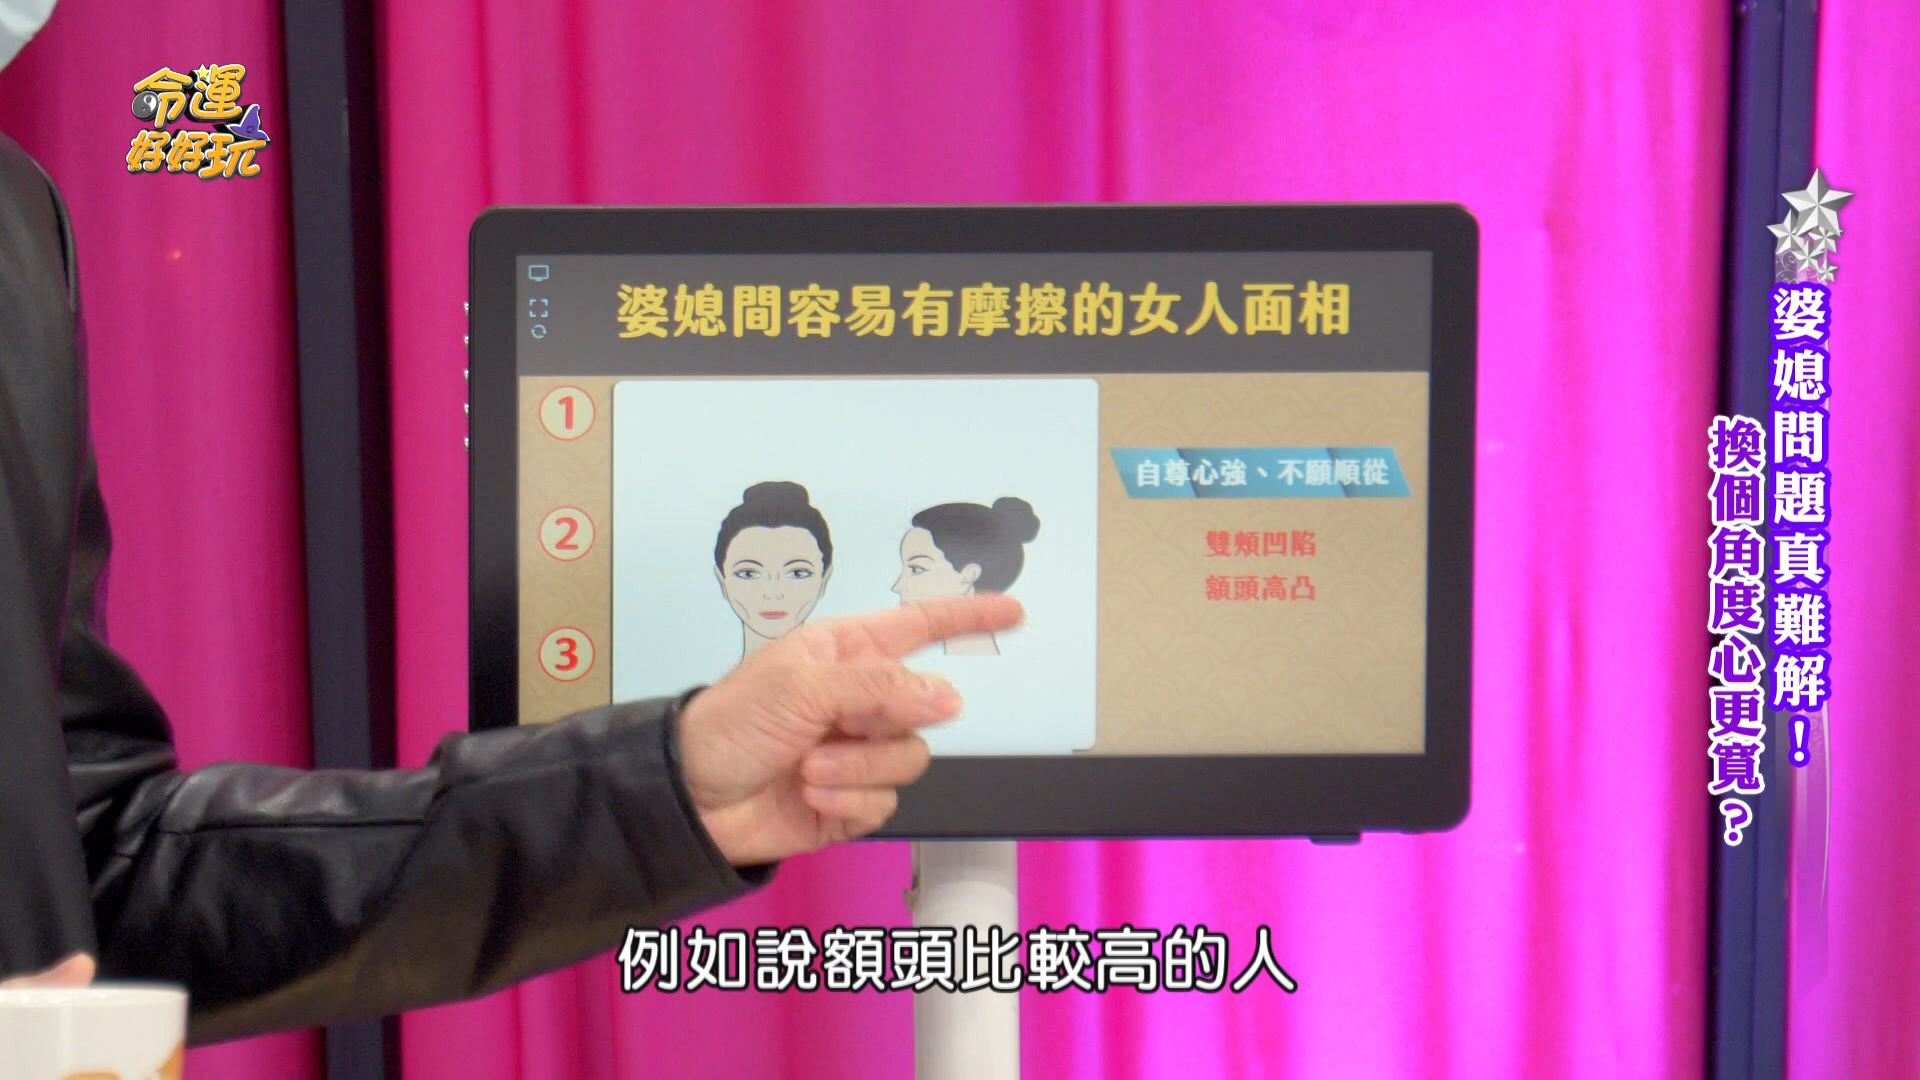 命運
好好玩
婆媳間容易有摩擦的女人面相
1
2
3
自尊心強、不願順從
雙頰凹陷
額頭高凸
婆媳問題真難解！
換個角度心更寬？
例如說額頭比較高的人